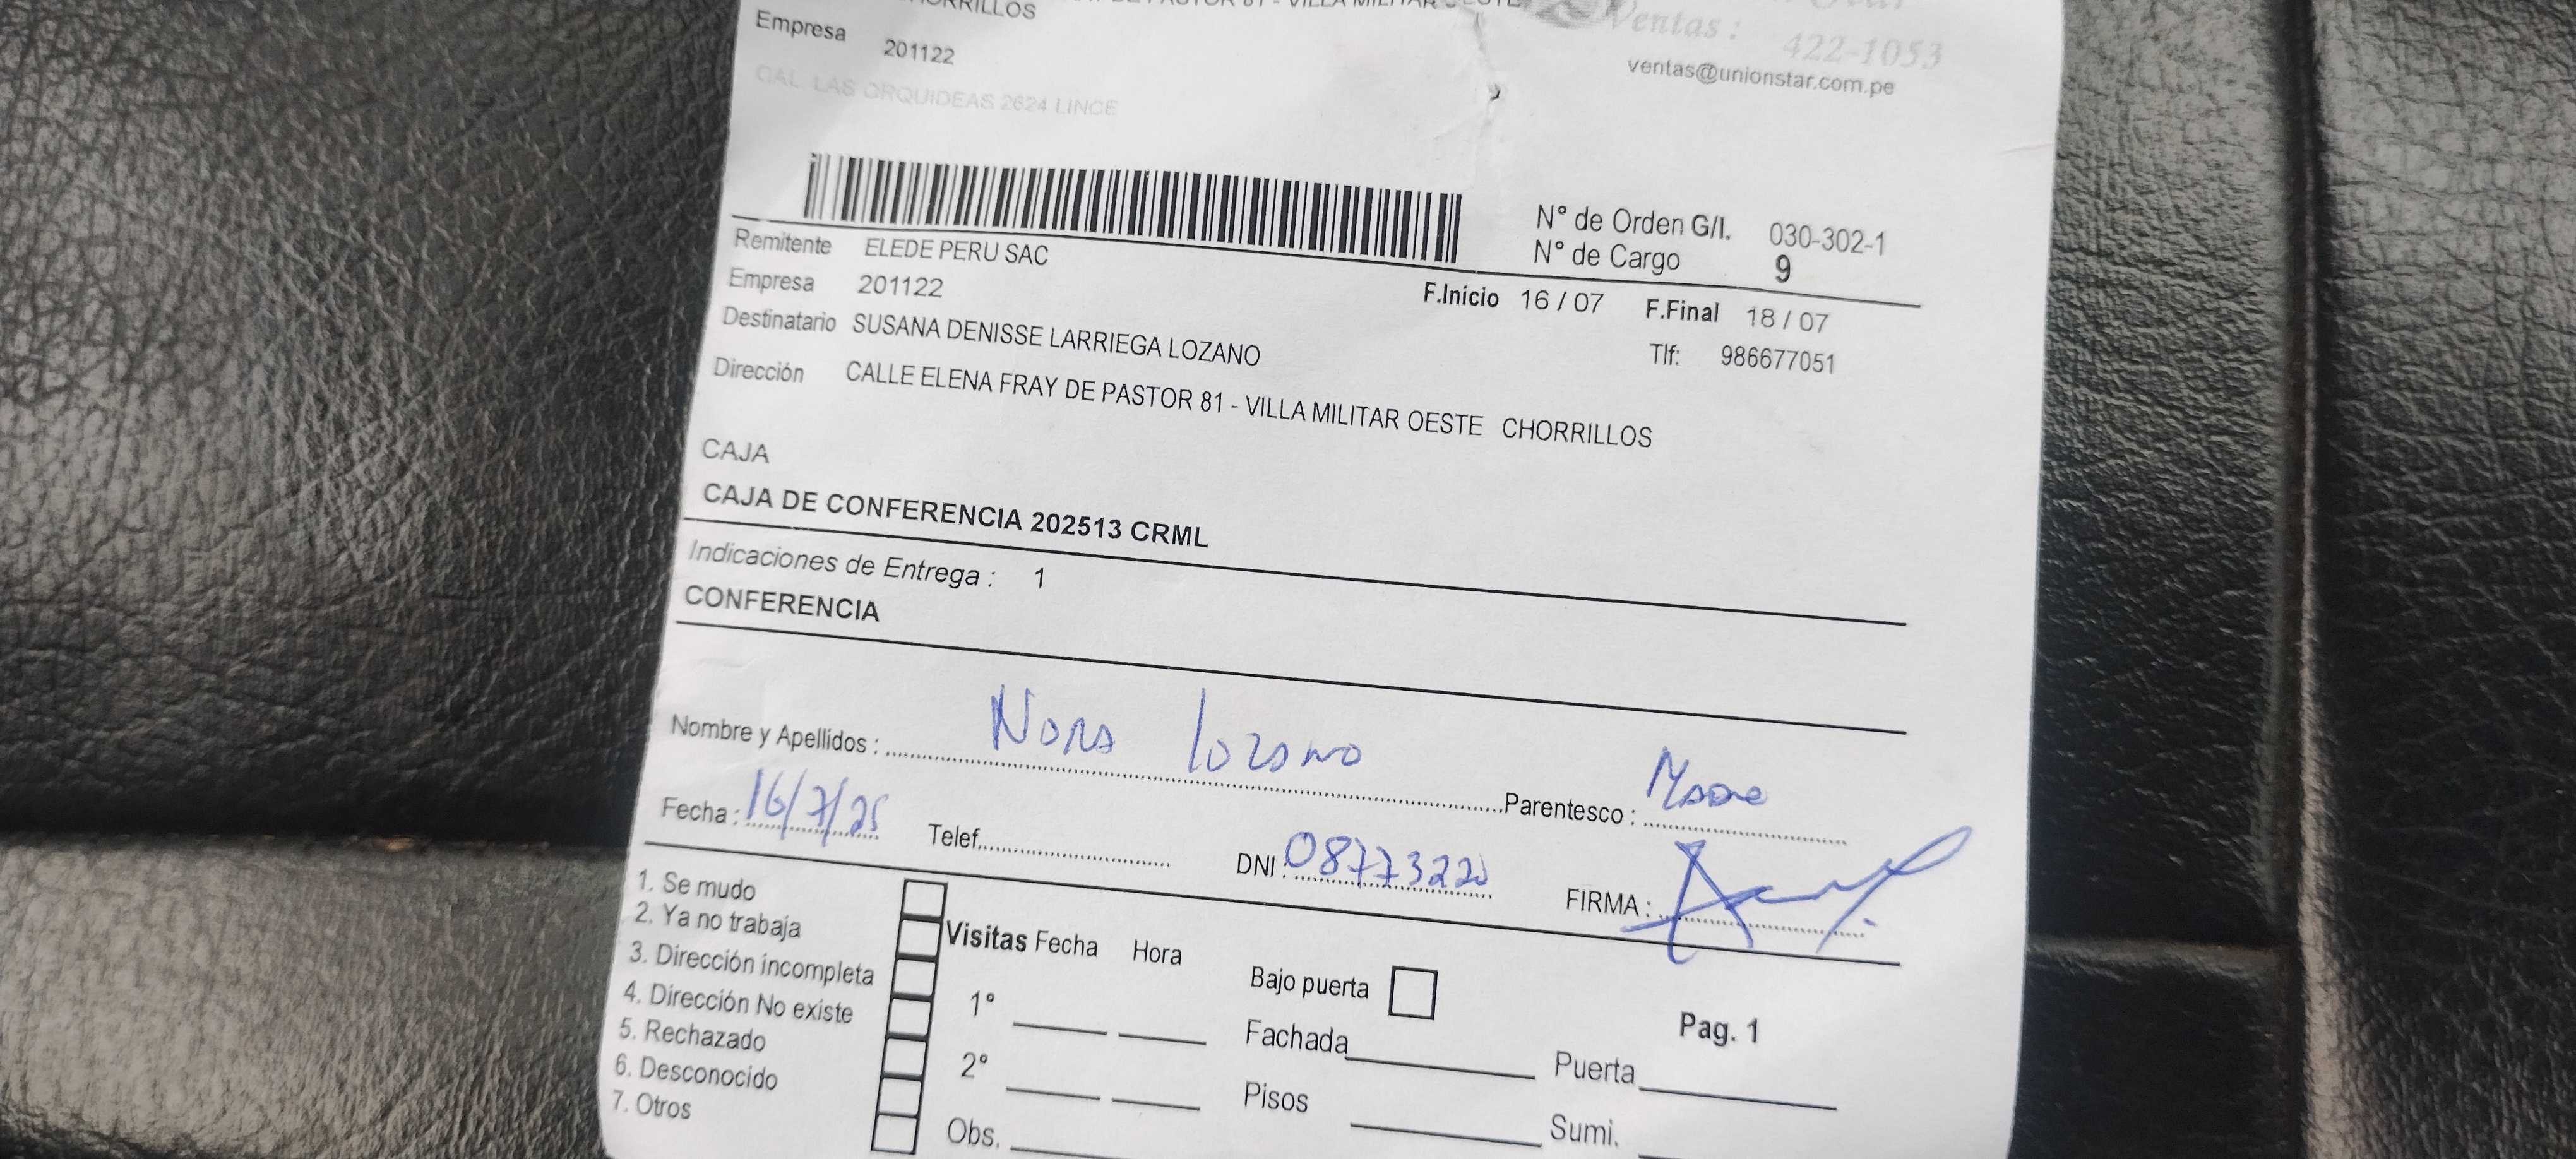 CHORRILLOS
Empresa 201122
CAL. LAS ORQUIDEAS 2624 LINCE
Ventas : 422-1053
ventas@unionstar.com.pe
N° de Orden G/I. 030-302-1
N° de Cargo 9
Remitente ELEDE PERU SAC
Empresa 201122
F.Inicio 16 / 07 F.Final 18 / 07
Destinatario SUSANA DENISSE LARRIEGA LOZANO
Tlf: 986677051
Dirección CALLE ELENA FRAY DE PASTOR 81 - VILLA MILITAR OESTE CHORRILLOS
CAJA
CAJA DE CONFERENCIA 202513 CRML
Indicaciones de Entrega : 1
CONFERENCIA
Nombre y Apellidos : Nora lozano
Parentesco : Madre
Fecha : 16/7/25 Telef. DNI : 08773220 FIRMA :
1. Se mudo
2. Ya no trabaja
3. Dirección incompleta
4. Dirección No existe
5. Rechazado
6. Desconocido
7. Otros
Visitas Fecha Hora
1°
2°
Obs.
Bajo puerta
Fachada
Pisos
Pag. 1
Puerta
Sumi.